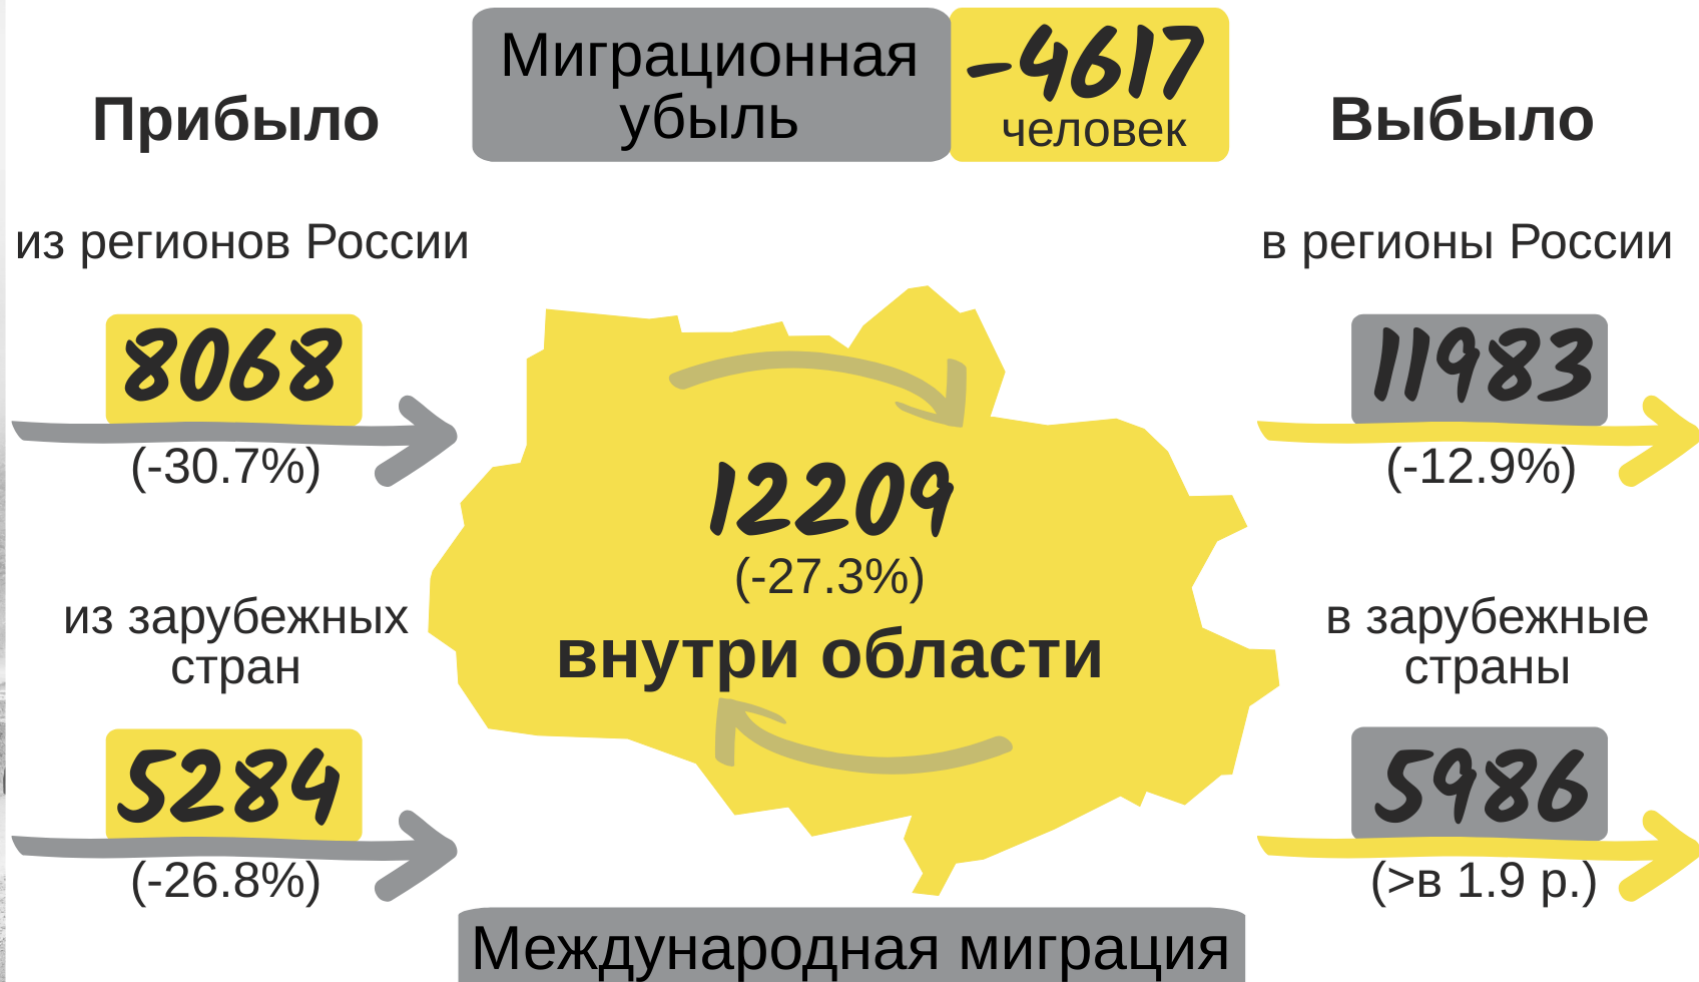 Миграционная
убыль
-4617
человек
Прибыло
Выбыло
из регионов России
8068
(-30.7%)
в регионы России
11983
(-12.9%)
12209
(-27.3%)
внутри области
из зарубежных
стран
5284
(-26.8%)
в зарубежные
страны
5986
(>в 1.9 р.)
Международная миграция